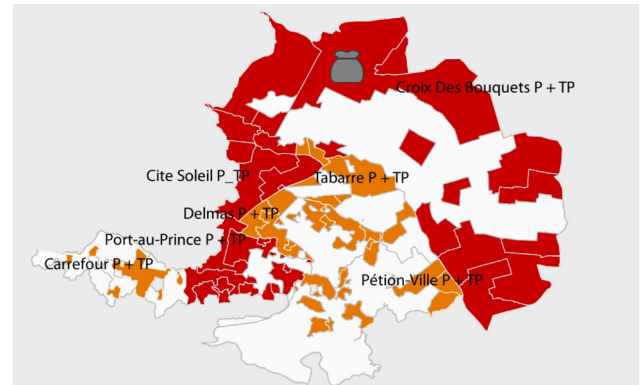 Croix Des Bouquets P + TP
Cite Soleil P_TP
Tabarre P + TP
Delmas P + TP
Port-au-Prince P + TP
Carrefour P + TP
Pétion-Ville P + TP